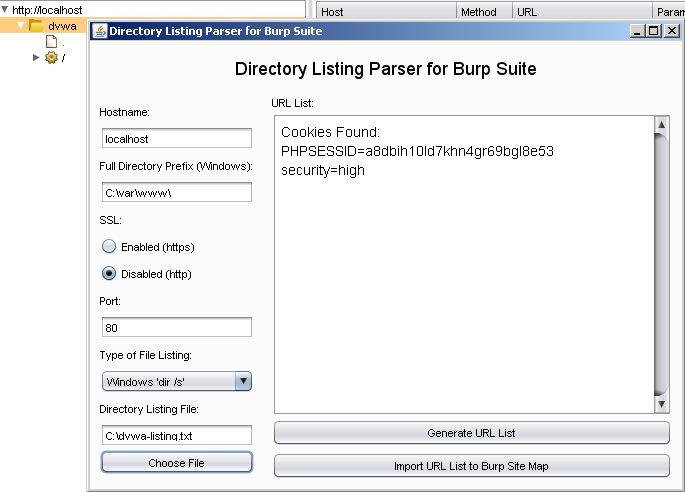 http://localhost
dvwa
.
/
Host Method URL Param
Directory Listing Parser for Burp Suite
Directory Listing Parser for Burp Suite
Hostname:
localhost
Full Directory Prefix (Windows):
C:\var\www\
SSL:
Enabled (https)
Disabled (http)
Port:
80
Type of File Listing:
Windows 'dir /s'
Directory Listing File:
C:\dvwa-listing.txt
Choose File
URL List:
Cookies Found:
PHPSESSID=a8dbih10ld7khn4gr69bgl8e53
security=high
Generate URL List
Import URL List to Burp Site Map